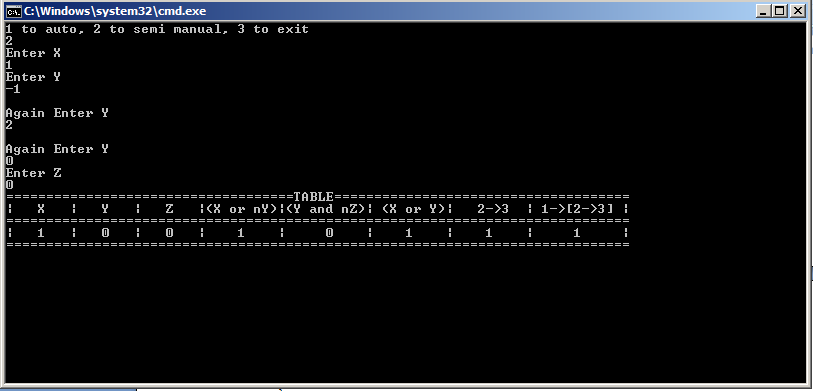 C:\Windows\system32\cmd.exe
1 to auto, 2 to semi manual, 3 to exit
2
Enter X
1
Enter Y
-1
Again Enter Y
2
Again Enter Y
0
Enter Z
0
====================================TABLE=====================================
¦ X ¦ Y ¦ Z ¦(X or nY)¦(Y and nZ)¦ (X or Y)¦ 2->3 ¦ 1->[2->3] ¦
==============================================================================
¦ 1 ¦ 0 ¦ 0 ¦ 1 ¦ 0 ¦ 1 ¦ 1 ¦ 1 ¦
==============================================================================